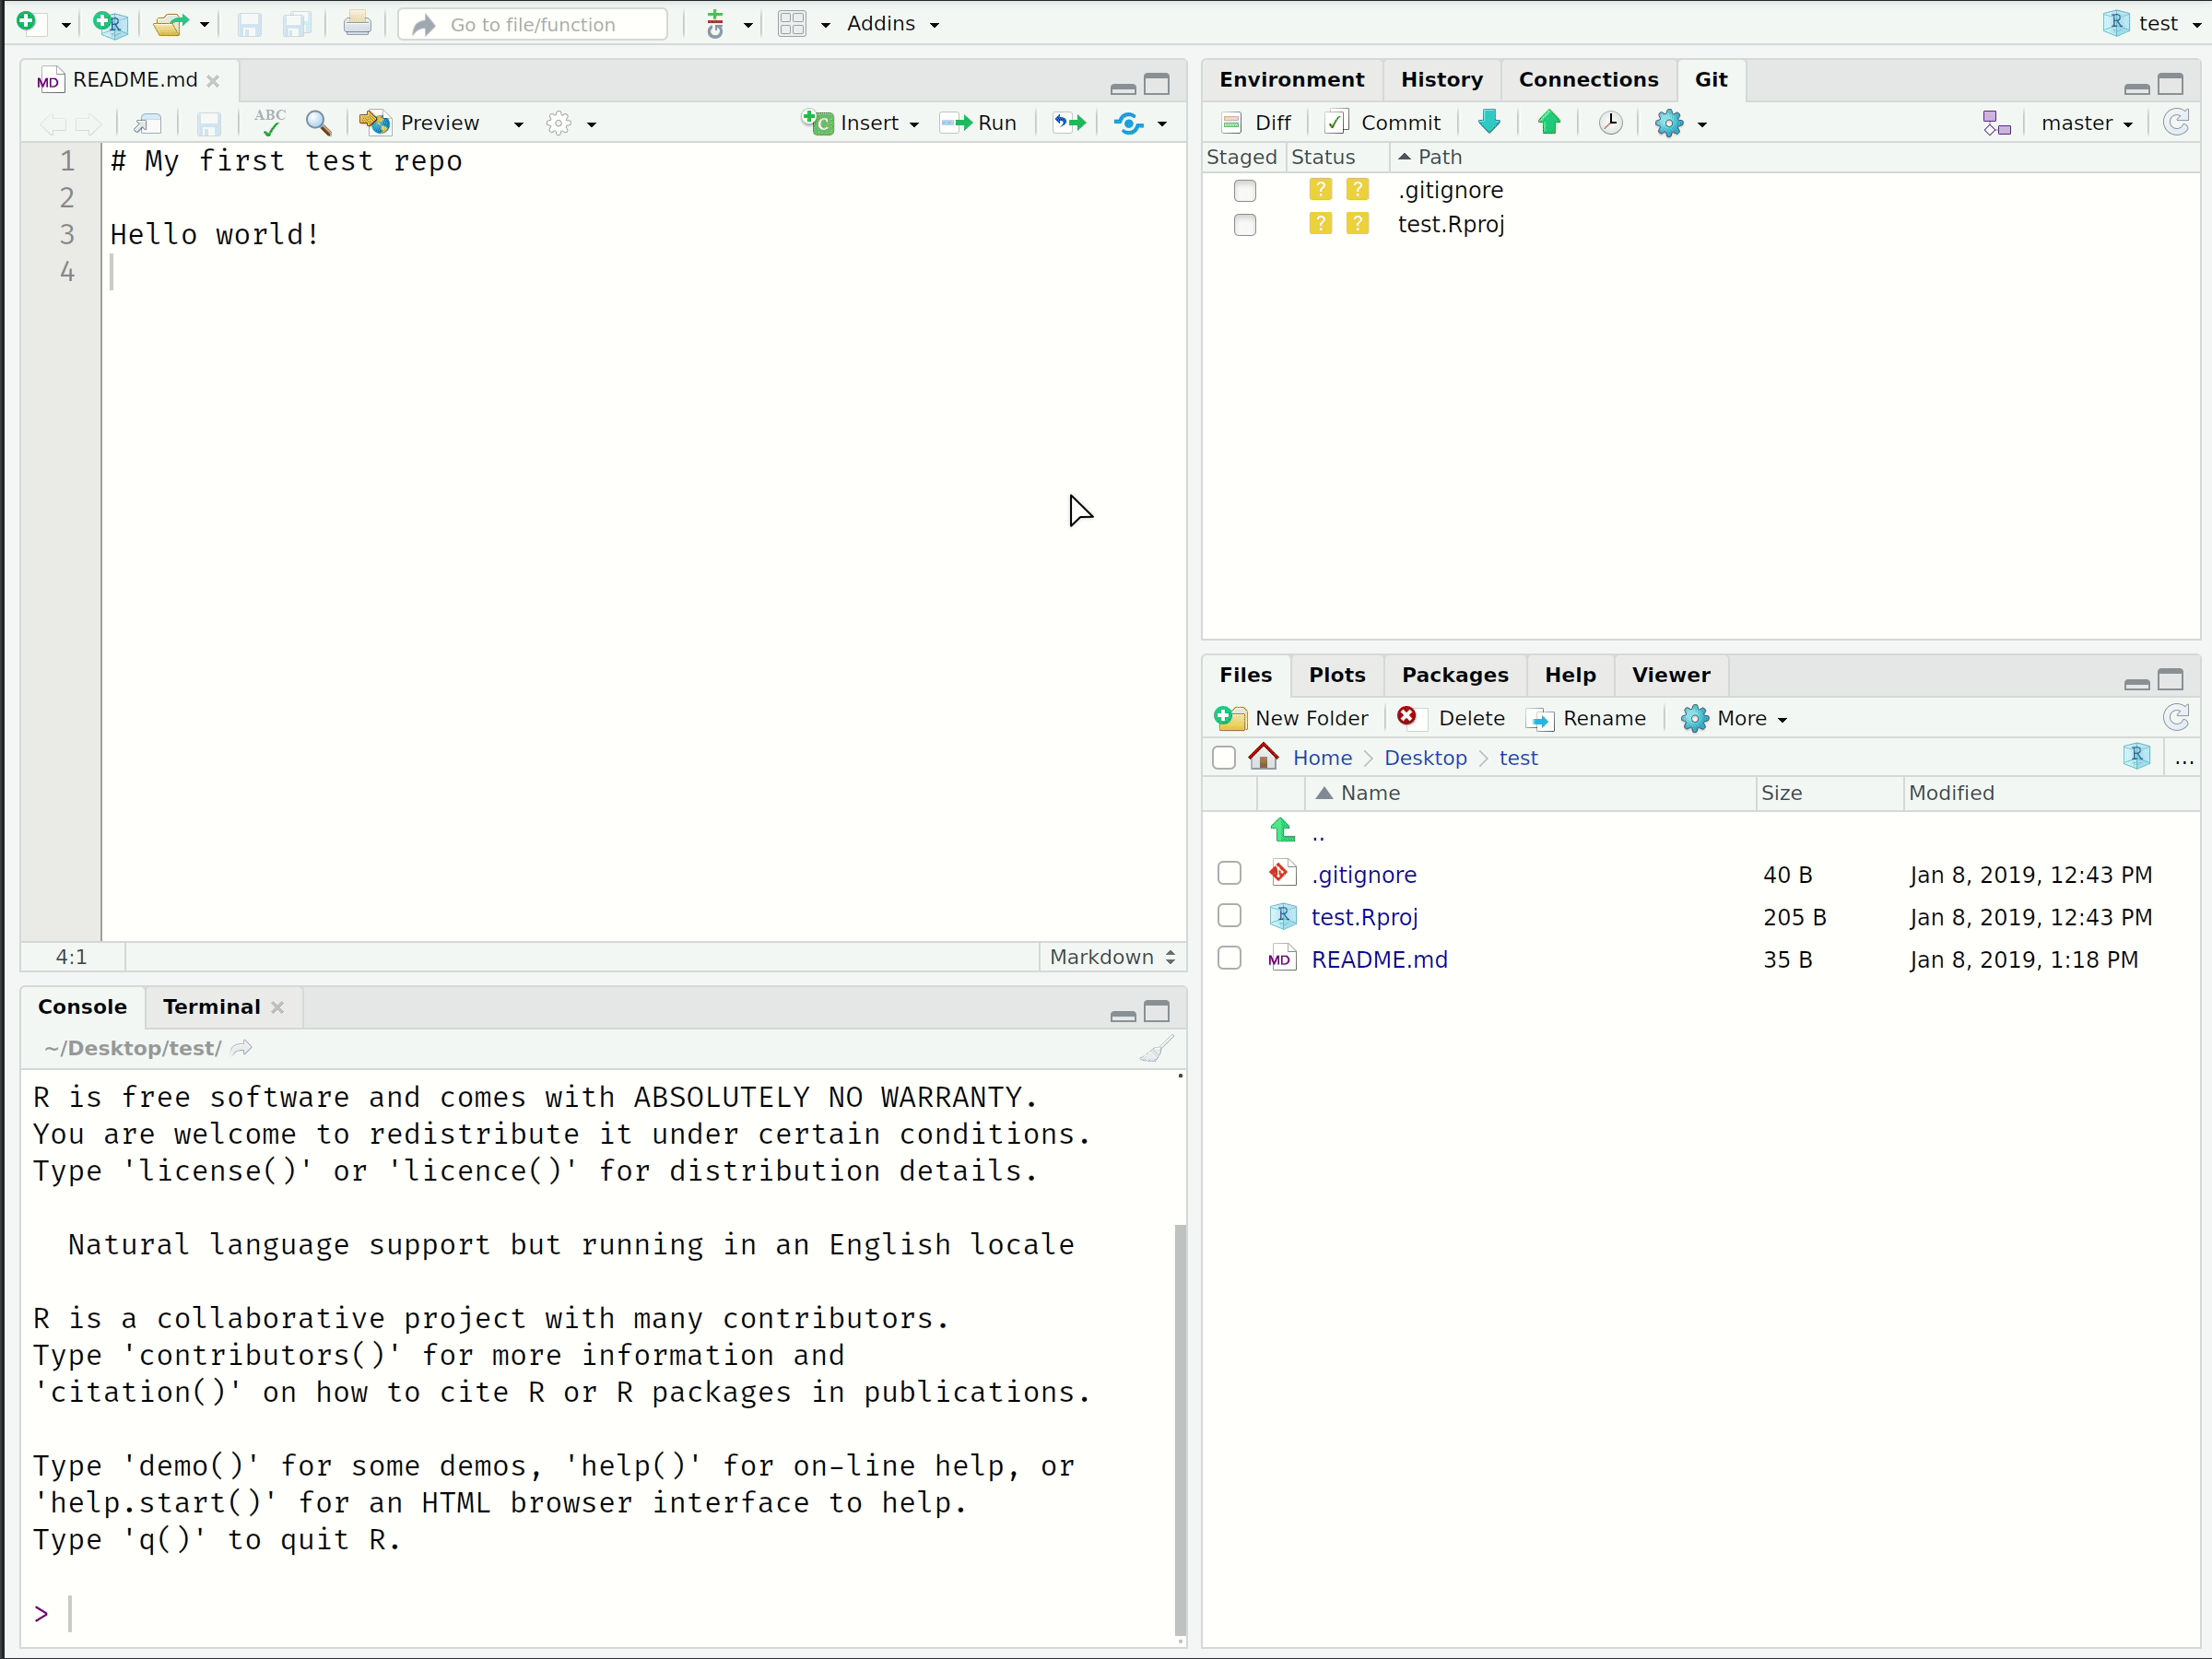 Go to file/function
Addins
test
MD README.md
ABC
Preview
Insert
Run
1 # My first test repo
2
3 Hello world!
4
4:1
Markdown
Console
Terminal
~/Desktop/test/
R is free software and comes with ABSOLUTELY NO WARRANTY.
You are welcome to redistribute it under certain conditions.
Type 'license()' or 'licence()' for distribution details.
Natural language support but running in an English locale
R is a collaborative project with many contributors.
Type 'contributors()' for more information and
'citation()' on how to cite R or R packages in publications.
Type 'demo()' for some demos, 'help()' for on-line help, or
'help.start()' for an HTML browser interface to help.
Type 'q()' to quit R.
>
Environment History Connections Git
Diff Commit master
Staged Status Path
? ? .gitignore
? ? test.Rproj
Files Plots Packages Help Viewer
New Folder Delete Rename More
Home Desktop test R ...
Name Size Modified
..
.gitignore 40 B Jan 8, 2019, 12:43 PM
R test.Rproj 205 B Jan 8, 2019, 12:43 PM
MD README.md 35 B Jan 8, 2019, 1:18 PM